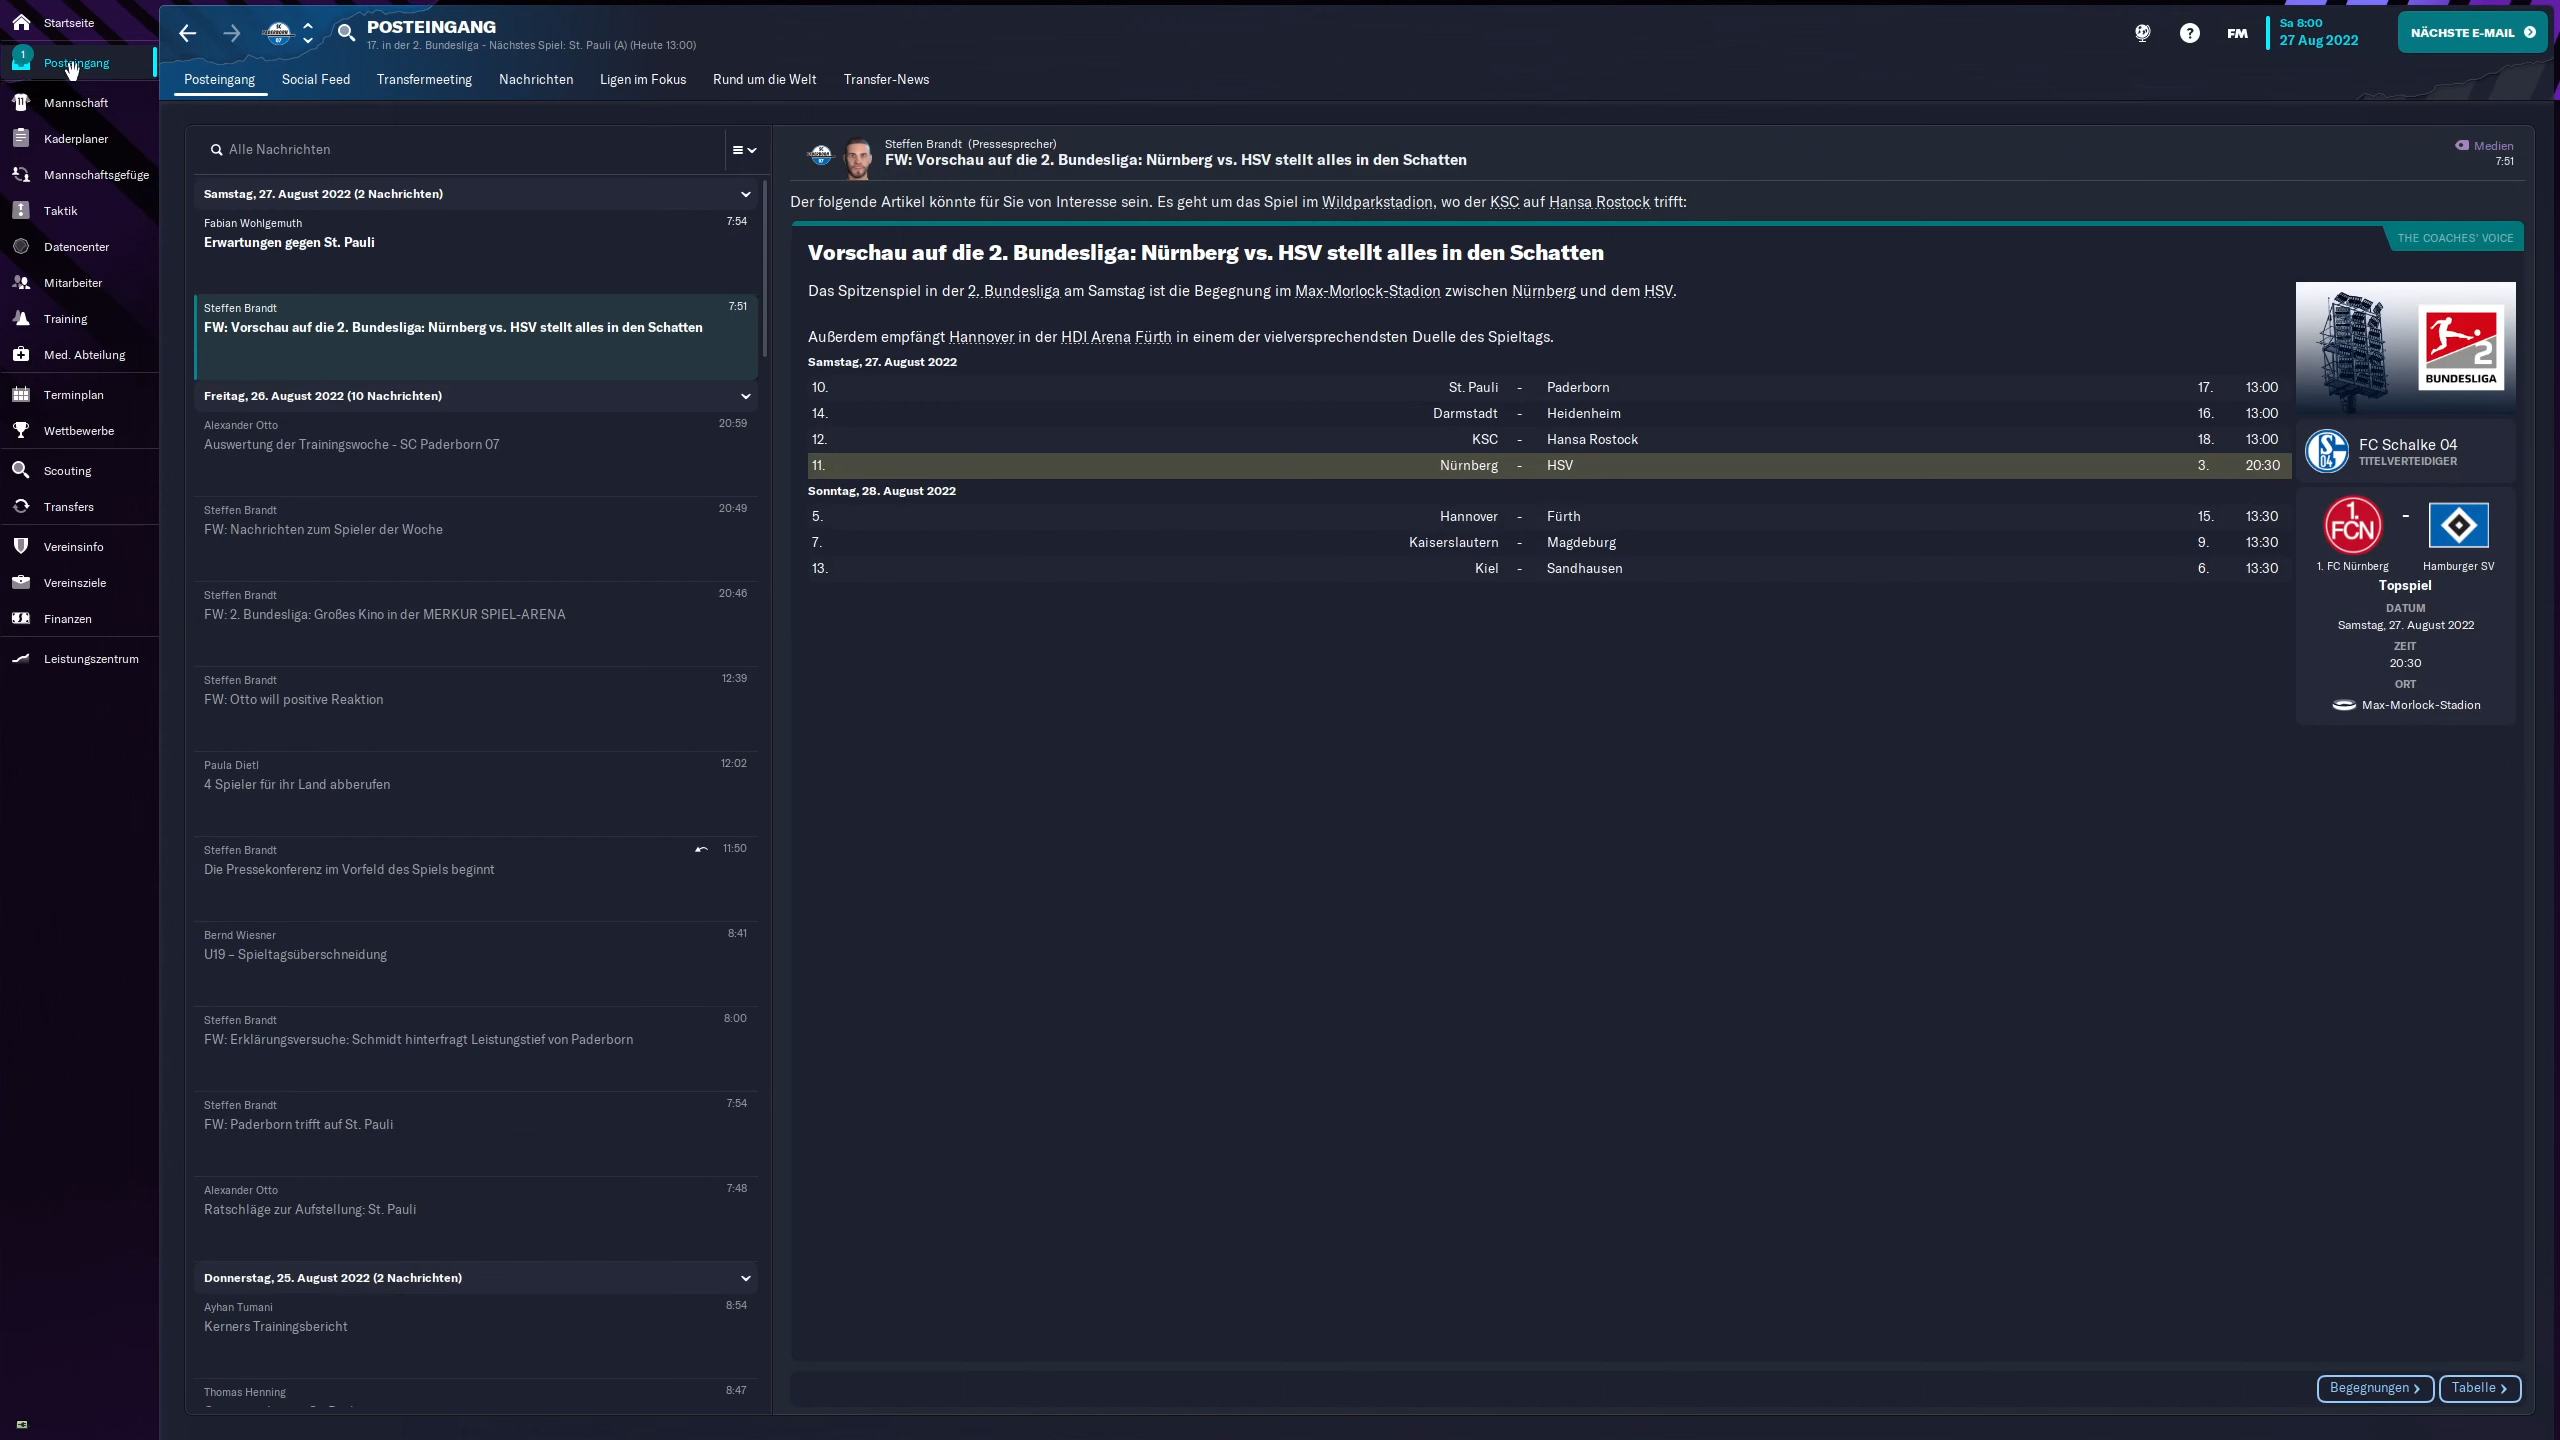 Startseite
1
Posteingang
Mannschaft
Kaderplaner
Mannschaftsgefüge
Taktik
Datencenter
Mitarbeiter
Training
Med. Abteilung
Terminplan
Wettbewerbe
Scouting
Transfers
Vereinsinfo
Vereinsziele
Finanzen
Leistungszentrum
POSTEINGANG
17. in der 2. Bundesliga - Nächstes Spiel: St. Pauli (A) (Heute 13:00)
FM
Sa 8:00
27 Aug 2022
NÄCHSTE E-MAIL
Posteingang Social Feed Transfermeeting Nachrichten Ligen im Fokus Rund um die Welt Transfer-News
Alle Nachrichten
Samstag, 27. August 2022 (2 Nachrichten)
Fabian Wohlgemuth 7:54
Erwartungen gegen St. Pauli
Steffen Brandt 7:51
FW: Vorschau auf die 2. Bundesliga: Nürnberg vs. HSV stellt alles in den Schatten
Freitag, 26. August 2022 (10 Nachrichten)
Alexander Otto 20:59
Auswertung der Trainingswoche - SC Paderborn 07
Steffen Brandt 20:49
FW: Nachrichten zum Spieler der Woche
Steffen Brandt 20:46
FW: 2. Bundesliga: Großes Kino in der MERKUR SPIEL-ARENA
Steffen Brandt 12:39
FW: Otto will positive Reaktion
Paula Dietl 12:02
4 Spieler für ihr Land abberufen
Steffen Brandt 11:50
Die Pressekonferenz im Vorfeld des Spiels beginnt
Bernd Wiesner 8:41
U19 – Spieltagsüberschneidung
Steffen Brandt 8:00
FW: Erklärungsversuche: Schmidt hinterfragt Leistungstief von Paderborn
Steffen Brandt 7:54
FW: Paderborn trifft auf St. Pauli
Alexander Otto 7:48
Ratschläge zur Aufstellung: St. Pauli
Donnerstag, 25. August 2022 (2 Nachrichten)
Ayhan Tumani 8:54
Kerners Trainingsbericht
Thomas Henning 8:47
Steffen Brandt (Pressesprecher)
FW: Vorschau auf die 2. Bundesliga: Nürnberg vs. HSV stellt alles in den Schatten
Medien
7:51
Der folgende Artikel könnte für Sie von Interesse sein. Es geht um das Spiel im Wildparkstadion, wo der KSC auf Hansa Rostock trifft:
THE COACHES' VOICE
Vorschau auf die 2. Bundesliga: Nürnberg vs. HSV stellt alles in den Schatten
Das Spitzenspiel in der 2. Bundesliga am Samstag ist die Begegnung im Max-Morlock-Stadion zwischen Nürnberg und dem HSV.
Außerdem empfängt Hannover in der HDI Arena Fürth in einem der vielversprechendsten Duelle des Spieltags.
Samstag, 27. August 2022
10. St. Pauli - Paderborn 17. 13:00
14. Darmstadt - Heidenheim 16. 13:00
12. KSC - Hansa Rostock 18. 13:00
11. Nürnberg - HSV 3. 20:30
Sonntag, 28. August 2022
5. Hannover - Fürth 15. 13:30
7. Kaiserslautern - Magdeburg 9. 13:30
13. Kiel - Sandhausen 6. 13:30
2
BUNDESLIGA
FC Schalke 04
TITELVERTEIDIGER
1.
FCN
-
1. FC Nürnberg Hamburger SV
Topspiel
DATUM
Samstag, 27. August 2022
ZEIT
20:30
ORT
Max-Morlock-Stadion
Begegnungen Tabelle